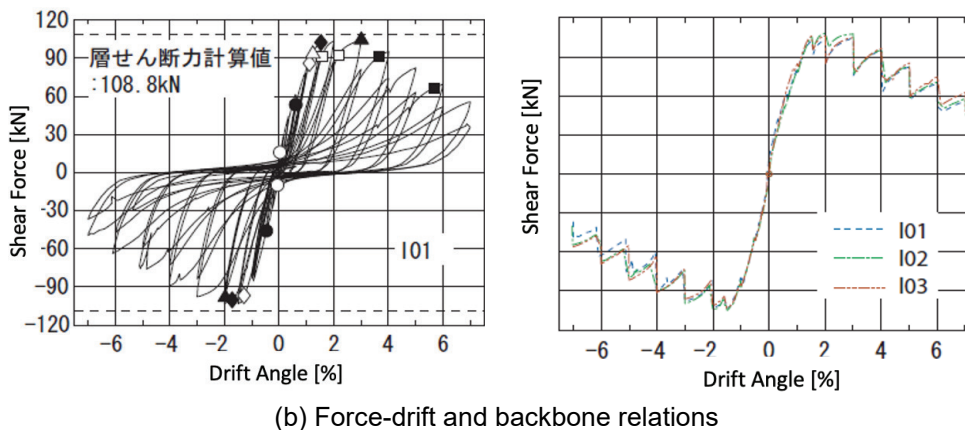 120
90
60
30
0
-30
-60
-90
-120
Shear Force [kN]
層せん断力計算値
:108.8kN
I01
-6 -4 -2 0 2 4 6
Drift Angle [%]
Shear Force [kN]
I01
I02
I03
-6 -4 -2 0 2 4 6
Drift Angle [%]
(b) Force-drift and backbone relations